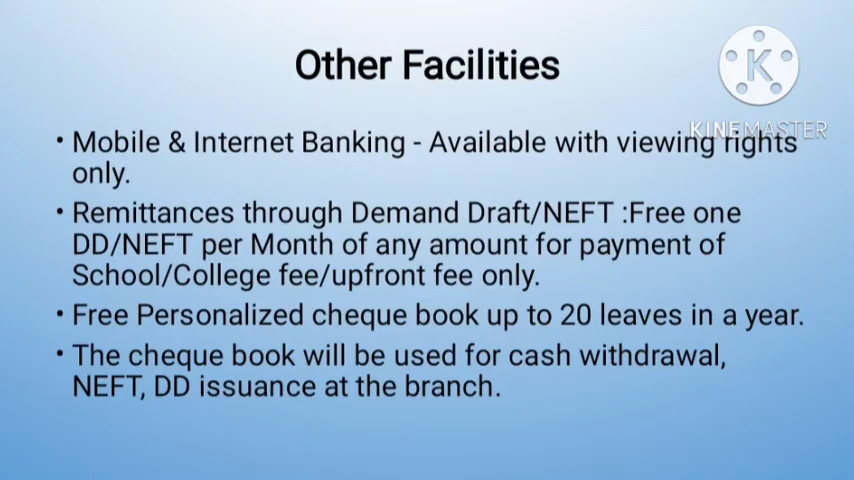 Other Facilities
K
KINEMASTER
• Mobile & Internet Banking - Available with viewing rights
only.
• Remittances through Demand Draft/NEFT :Free one
DD/NEFT per Month of any amount for payment of
School/College fee/upfront fee only.
• Free Personalized cheque book up to 20 leaves in a year.
• The cheque book will be used for cash withdrawal,
NEFT, DD issuance at the branch.